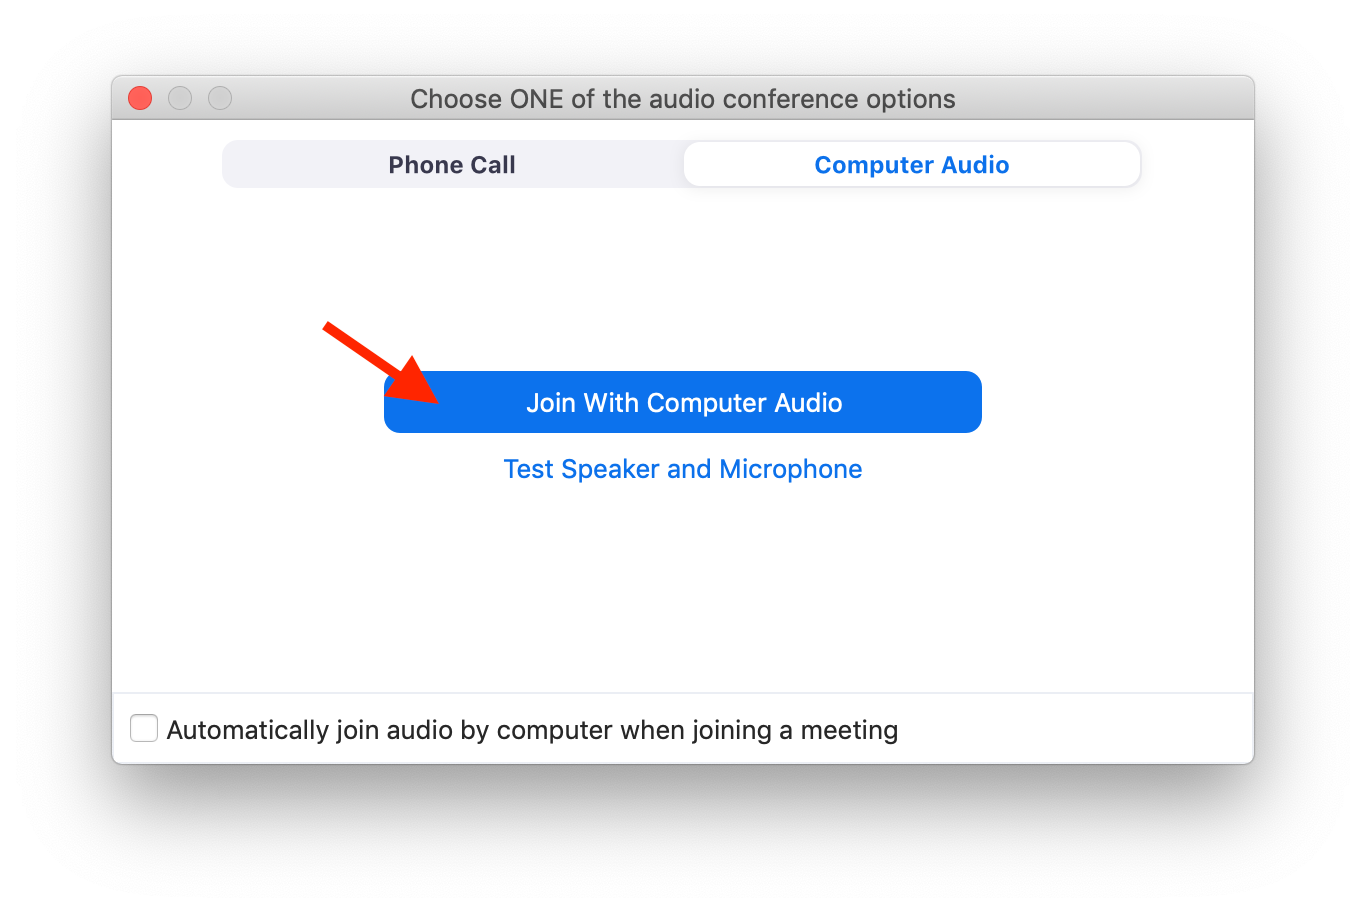 Choose ONE of the audio conference options
Phone Call
Computer Audio
Join With Computer Audio
Test Speaker and Microphone
Automatically join audio by computer when joining a meeting